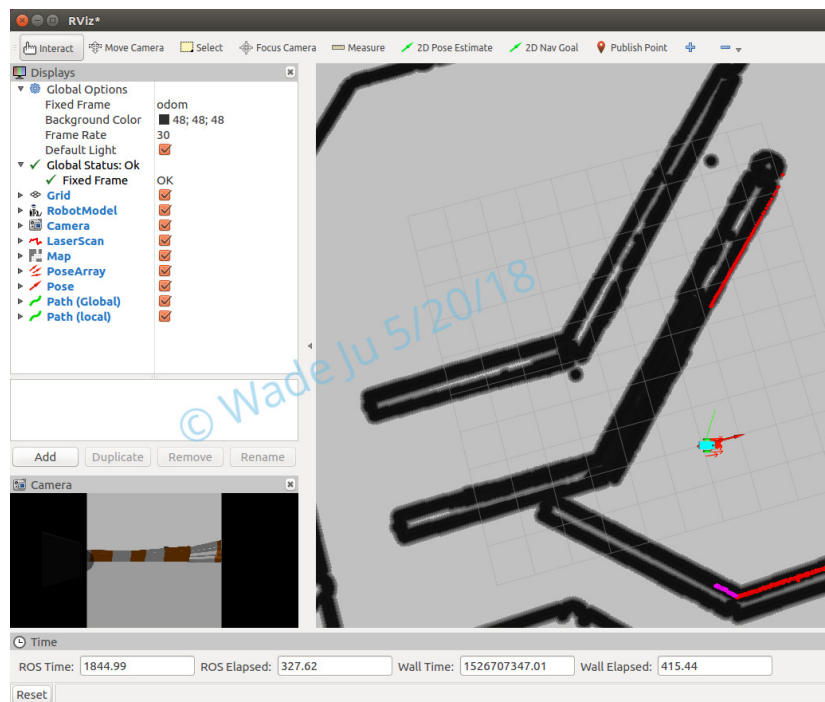 RViz*
Interact Move Camera Select Focus Camera Measure 2D Pose Estimate 2D Nav Goal Publish Point
Displays
Global Options
Fixed Frame odom
Background Color 48; 48; 48
Frame Rate 30
Default Light
Global Status: Ok
Fixed Frame OK
Grid
RobotModel
Camera
LaserScan
Map
PoseArray
Pose
Path (Global)
Path (local)
© Wade Ju 5/20/18
Add Duplicate Remove Rename
Camera
Time
ROS Time: 1844.99 ROS Elapsed: 327.62 Wall Time: 1526707347.01 Wall Elapsed: 415.44
Reset